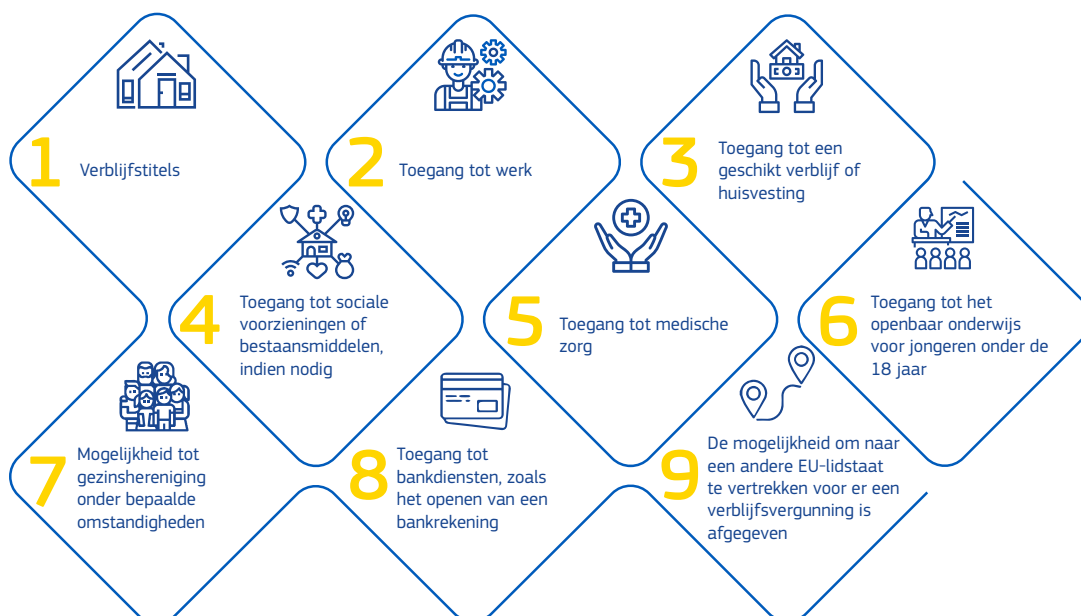 1
Verblijfstitels
2
Toegang tot werk
3
Toegang tot een
geschikt verblijf of
huisvesting
4
Toegang tot sociale
voorzieningen of
bestaansmiddelen,
indien nodig
5
Toegang tot medische
zorg
6
Toegang tot het
openbaar onderwijs
voor jongeren onder de
18 jaar
7
Mogelijkheid tot
gezinshereniging
onder bepaalde
omstandigheden
8
Toegang tot
bankdiensten, zoals
het openen van een
bankrekening
9
De mogelijkheid om naar
een andere EU-lidstaat
te vertrekken voor er een
verblijfsvergunning is
afgegeven